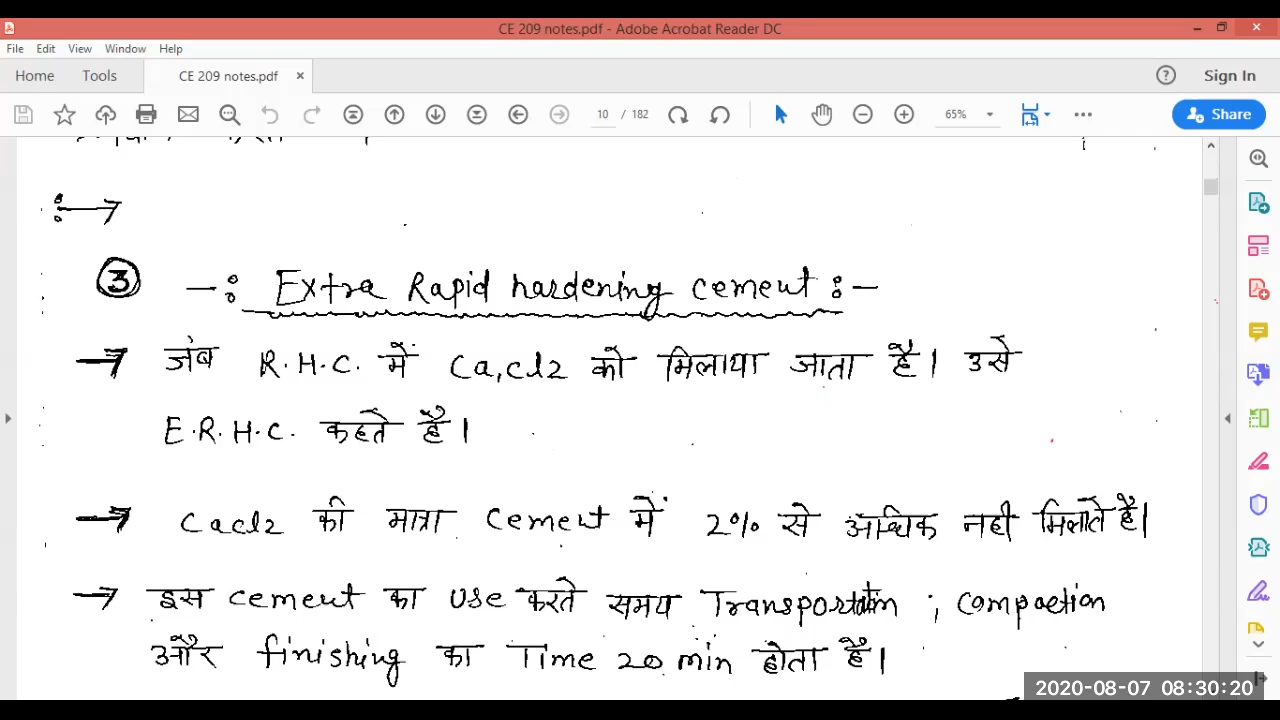 CE 209 notes.pdf - Adobe Acrobat Reader DC
File Edit View Window Help
Home Tools CE 209 notes.pdf × Sign In
10 / 182 65% Share
③ -: Extra Rapid hardening cement :-
→ जब R.H.C. में Ca,Cl2 को मिलाया जाता है। उसे
E.R.H.C. कहते है।
→ Cacl2 की मात्रा Cement में 2% से अधिक नही मिलाते है।
→ इस cement का use करते समय Transportation , Compaction
और finishing का Time 20 min होता है।
2020-08-07 08:30:20